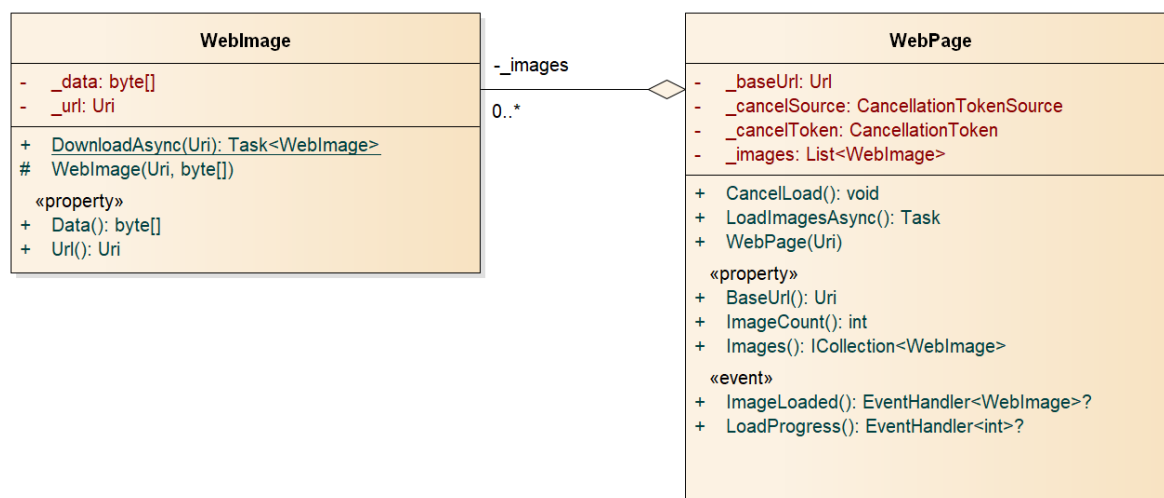 WebImage
- _data: byte[]
- _url: Uri
+ DownloadAsync(Uri): Task<WebImage>
# WebImage(Uri, byte[])
«property»
+ Data(): byte[]
+ Url(): Uri
-_images
0..*
WebPage
- _baseUrl: Url
- _cancelSource: CancellationTokenSource
- _cancelToken: CancellationToken
- _images: List<WebImage>
+ CancelLoad(): void
+ LoadImagesAsync(): Task
+ WebPage(Uri)
«property»
+ BaseUrl(): Uri
+ ImageCount(): int
+ Images(): ICollection<WebImage>
«event»
+ ImageLoaded(): EventHandler<WebImage>?
+ LoadProgress(): EventHandler<int>?